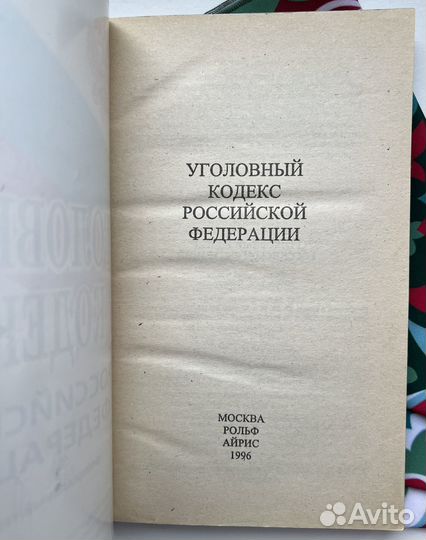 УГОЛОВНЫЙ
КОДЕКС
РОССИЙСКОЙ
ФЕДЕРАЦИИ
МОСКВА
РОЛЬФ
АЙРИС
1996
Avito